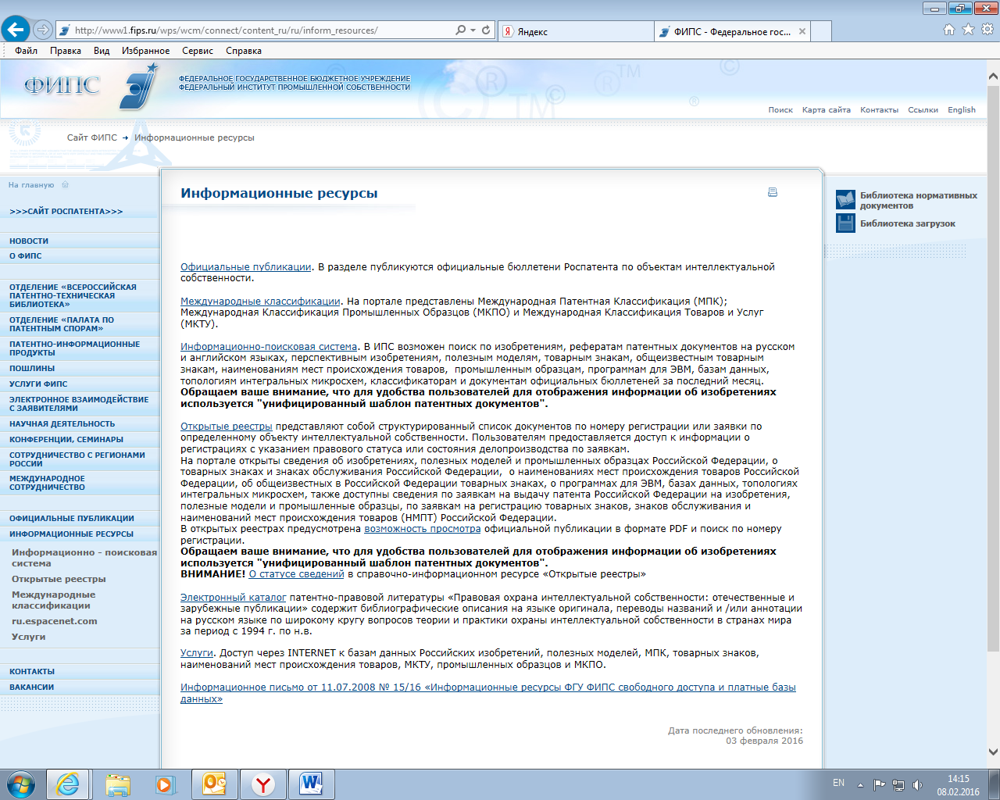 http://www1.fips.ru/wps/wcm/connect/content_ru/ru/inform_resources/
Яндекс
ФИПС - Федеральное гос...
Файл Правка Вид Избранное Сервис Справка
ФИПС
ФЕДЕРАЛЬНОЕ ГОСУДАРСТВЕННОЕ БЮДЖЕТНОЕ УЧРЕЖДЕНИЕ
ФЕДЕРАЛЬНЫЙ ИНСТИТУТ ПРОМЫШЛЕННОЙ СОБСТВЕННОСТИ
Поиск Карта сайта Контакты Ссылки English
Сайт ФИПС → Информационные ресурсы
На главную
>>>САЙТ РОСПАТЕНТА>>>
НОВОСТИ
О ФИПС
ОТДЕЛЕНИЕ «ВСЕРОССИЙСКАЯ
ПАТЕНТНО-ТЕХНИЧЕСКАЯ
БИБЛИОТЕКА»
ОТДЕЛЕНИЕ «ПАЛАТА ПО
ПАТЕНТНЫМ СПОРАМ»
ПАТЕНТНО-ИНФОРМАЦИОННЫЕ
ПРОДУКТЫ
ПОШЛИНЫ
УСЛУГИ ФИПС
ЭЛЕКТРОННОЕ ВЗАИМОДЕЙСТВИЕ
С ЗАЯВИТЕЛЯМИ
НАУЧНАЯ ДЕЯТЕЛЬНОСТЬ
КОНФЕРЕНЦИИ, СЕМИНАРЫ
СОТРУДНИЧЕСТВО С РЕГИОНАМИ
РОССИИ
МЕЖДУНАРОДНОЕ
СОТРУДНИЧЕСТВО
ОФИЦИАЛЬНЫЕ ПУБЛИКАЦИИ
ИНФОРМАЦИОННЫЕ РЕСУРСЫ
Информационно - поисковая
система
Открытые реестры
Международные
классификации
ru.espacenet.com
Услуги
КОНТАКТЫ
ВАКАНСИИ
Информационные ресурсы
Официальные публикации. В разделе публикуются официальные бюллетени Роспатента по объектам интеллектуальной
собственности.
Международные классификации. На портале представлены Международная Патентная Классификация (МПК);
Международная Классификация Промышленных Образцов (МКПО) и Международная Классификация Товаров и Услуг
(МКТУ).
Информационно-поисковая система. В ИПС возможен поиск по изобретениям, рефератам патентных документов на русском
и английском языках, перспективным изобретениям, полезным моделям, товарным знакам, общеизвестным товарным
знакам, наименованиям мест происхождения товаров, промышленным образцам, программам для ЭВМ, базам данных,
топологиям интегральных микросхем, классификаторам и документам официальных бюллетеней за последний месяц.
Обращаем ваше внимание, что для удобства пользователей для отображения информации об изобретениях
используется "унифицированный шаблон патентных документов".
Открытые реестры представляют собой структурированный список документов по номеру регистрации или заявки по
определенному объекту интеллектуальной собственности. Пользователям предоставляется доступ к информации о
регистрациях с указанием правового статуса или состояния делопроизводства по заявкам.
На портале открыты сведения об изобретениях, полезных моделей и промышленных образцах Российской Федерации, о
товарных знаках и знаках обслуживания Российской Федерации, о наименованиях мест происхождения товаров Российской
Федерации, об общеизвестных в Российской Федерации товарных знаках, о программах для ЭВМ, базах данных, топологиях
интегральных микросхем, также доступны сведения по заявкам на выдачу патента Российской Федерации на изобретения,
полезные модели и промышленные образцы, по заявкам на регистрацию товарных знаков, знаков обслуживания и
наименований мест происхождения товаров (НМПТ) Российской Федерации.
В открытых реестрах предусмотрена возможность просмотра официальной публикации в формате PDF и поиск по номеру
регистрации.
Обращаем ваше внимание, что для удобства пользователей для отображения информации об изобретениях
используется "унифицированный шаблон патентных документов".
ВНИМАНИЕ! О статусе сведений в справочно-информационном ресурсе «Открытые реестры»
Электронный каталог патентно-правовой литературы «Правовая охрана интеллектуальной собственности: отечественные и
зарубежные публикации» содержит библиографические описания на языке оригинала, переводы названий и /или аннотации
на русском языке по широкому кругу вопросов теории и практики охраны интеллектуальной собственности в странах мира
за период с 1994 г. по н.в.
Услуги. Доступ через INTERNET к базам данных Российских изобретений, полезных моделей, МПК, товарных знаков,
наименований мест происхождения товаров, МКТУ, промышленных образцов и МКПО.
Информационное письмо от 11.07.2008 № 15/16 «Информационные ресурсы ФГУ ФИПС свободного доступа и платные базы
данных»
Дата последнего обновления:
03 февраля 2016
Библиотека нормативных
документов
Библиотека загрузок
EN
14:15
08.02.2016